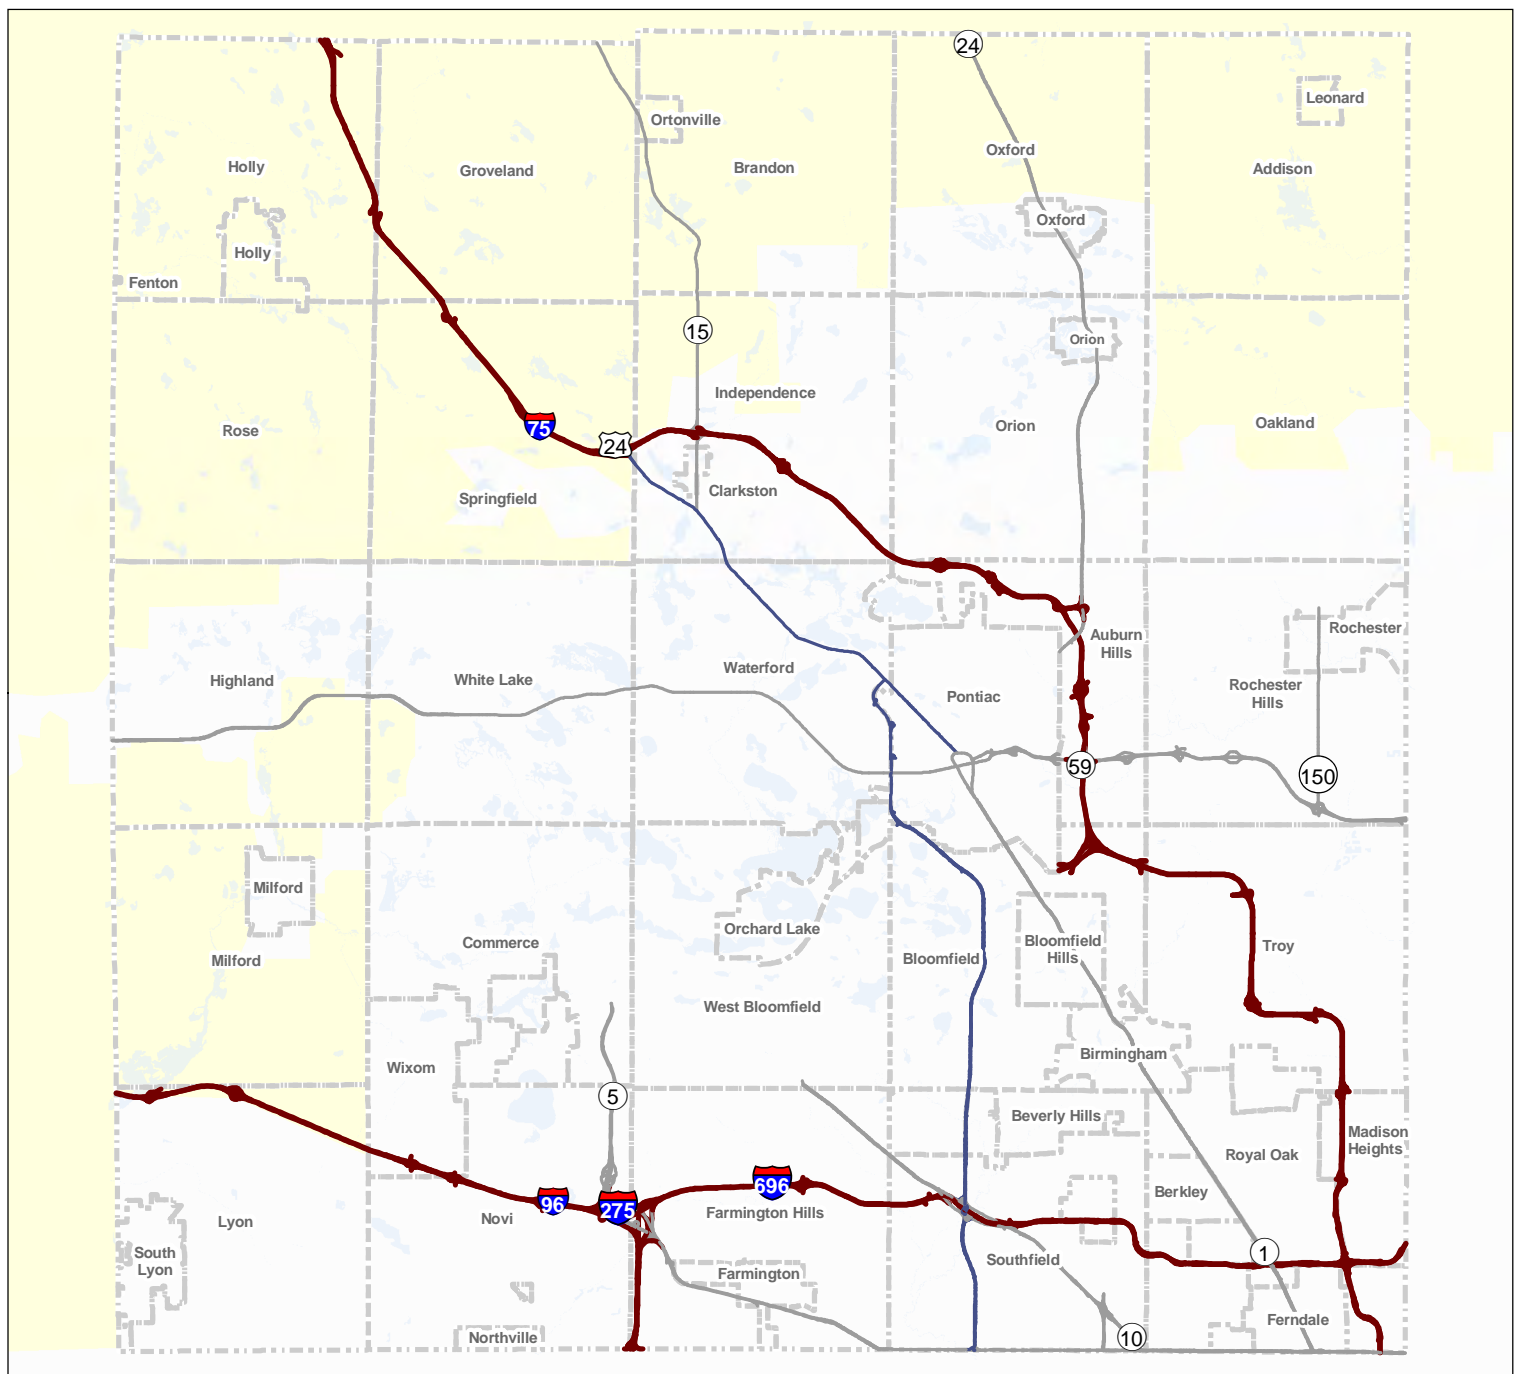 24
Leonard
Ortonville
Oxford
Holly
Groveland
Brandon
Addison
Oxford
Holly
Fenton
15
Orion
Independence
Rose
75
24
Orion
Oakland
Springfield
Clarkston
Auburn
Hills
Rochester
Highland
White Lake
Waterford
Pontiac
Rochester
Hills
59
150
Milford
Orchard Lake
Commerce
Bloomfield
Bloomfield
Hills
Troy
Milford
West Bloomfield
Wixom
Birmingham
5
Beverly Hills
Madison
Heights
Royal Oak
696
Berkley
96
275
Farmington Hills
Lyon
Novi
South
Lyon
Southfield
1
Farmington
Ferndale
Northville
10